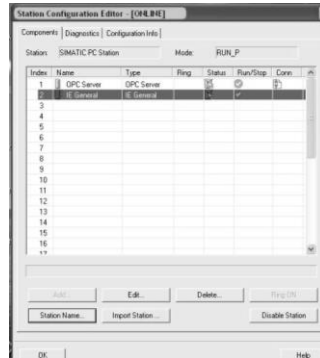 Station Configuration Editor - [ONLINE]
Components Diagnostics Configuration Info
Station: SIMATIC PC Station Mode: RUN_P
Index Name Type Ring Status Run/Stop Conn
1 OPC Server OPC Server
2 IE General IE General
3
4
5
6
7
8
9
10
11
12
13
14
15
16
17
Add... Edit... Delete... Ring ON
Station Name... Import Station ... Disable Station
OK Help